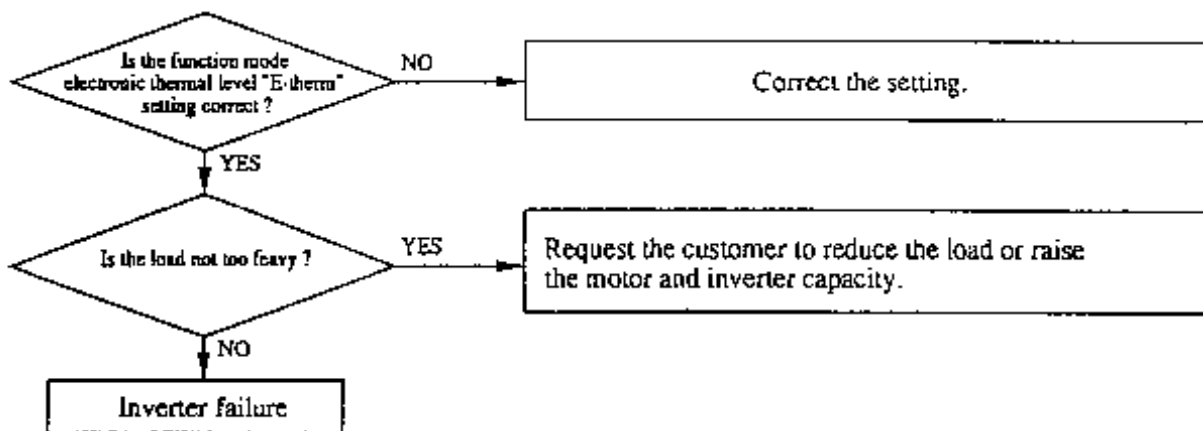 Is the function mode
electronic thermal level "E-therm"
setting correct ?
NO
Correct the setting.
YES
Is the load not too feavy ?
YES
Request the customer to reduce the load or raise
the motor and inverter capacity.
NO
Inverter failure